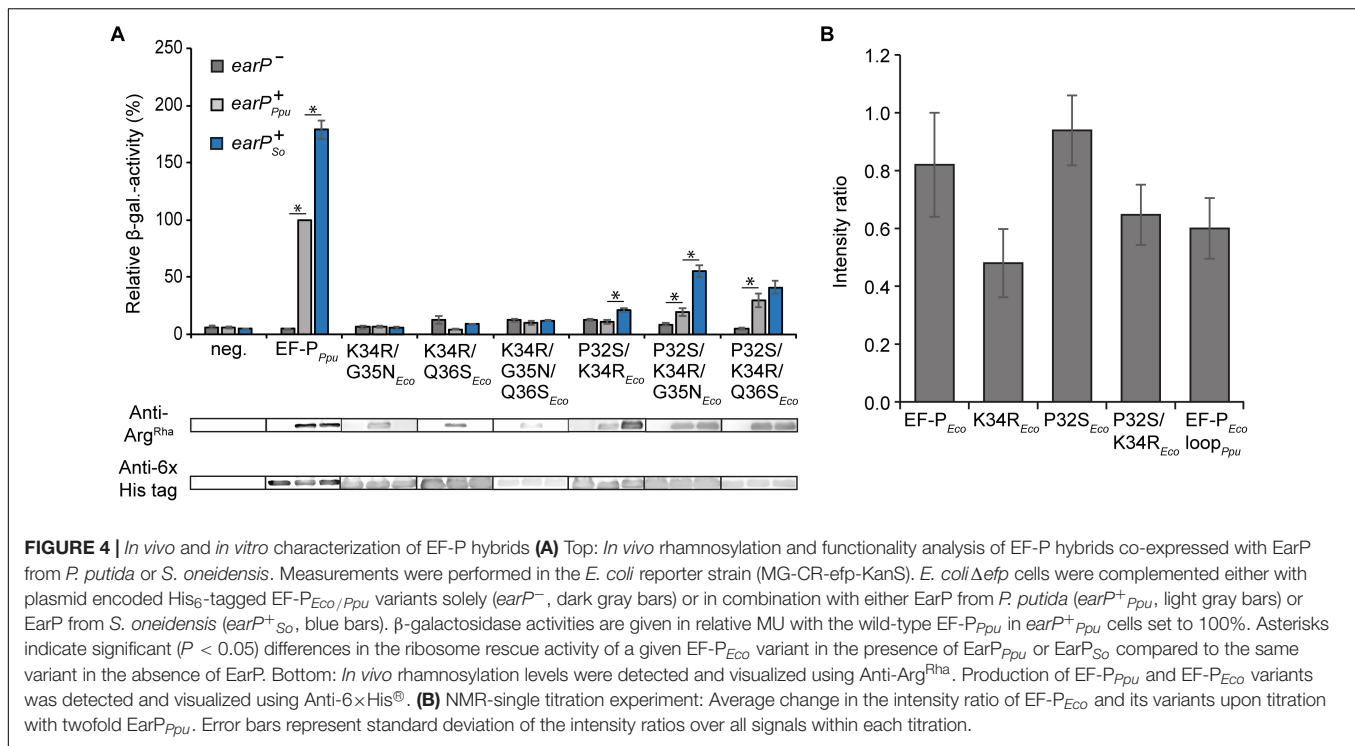 A
B
250
200
150
100
50
0
Relative β-gal.-activity (%)
earP−
earP+Ppu
earP+So
*
*
*
*
*
*
neg.
EF-PPpu
K34R/
G35NEco
K34R/
Q36SEco
K34R/
G35N/
Q36SEco
P32S/
K34REco
P32S/
K34R/
G35NEco
P32S/
K34R/
Q36SEco
Anti-
ArgRha
Anti-6x
His tag
1.2
1.0
0.8
0.6
0.4
0.2
0.0
Intensity ratio
EF-PEco
K34REco
P32SEco
P32S/
K34REco
EF-PEco
loopPpu
FIGURE 4 | In vivo and in vitro characterization of EF-P hybrids (A) Top: In vivo rhamnosylation and functionality analysis of EF-P hybrids co-expressed with EarP
from P. putida or S. oneidensis. Measurements were performed in the E. coli reporter strain (MG-CR-efp-KanS). E. coliΔefp cells were complemented either with
plasmid encoded His6-tagged EF-PEco/Ppu variants solely (earP−, dark gray bars) or in combination with either EarP from P. putida (earP+Ppu, light gray bars) or
EarP from S. oneidensis (earP+So, blue bars). β-galactosidase activities are given in relative MU with the wild-type EF-PPpu in earP+Ppu cells set to 100%. Asterisks
indicate significant (P < 0.05) differences in the ribosome rescue activity of a given EF-PEco variant in the presence of EarPPpu or EarPSo compared to the same
variant in the absence of EarP. Bottom: In vivo rhamnosylation levels were detected and visualized using Anti-ArgRha. Production of EF-PPpu and EF-PEco variants
was detected and visualized using Anti-6×His®. (B) NMR-single titration experiment: Average change in the intensity ratio of EF-PEco and its variants upon titration
with twofold EarPPpu. Error bars represent standard deviation of the intensity ratios over all signals within each titration.